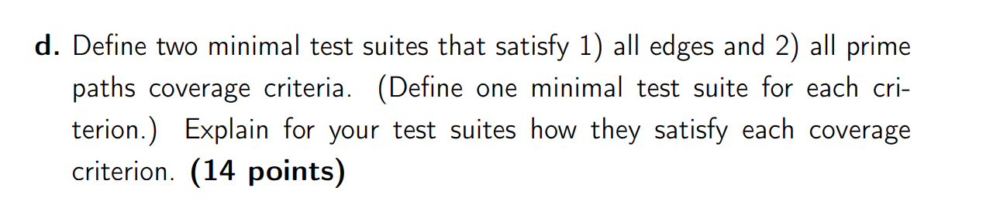 d. Define two minimal test suites that satisfy 1) all edges and 2) all prime
paths coverage criteria. (Define one minimal test suite for each cri-
terion.) Explain for your test suites how they satisfy each coverage
criterion. (14 points)